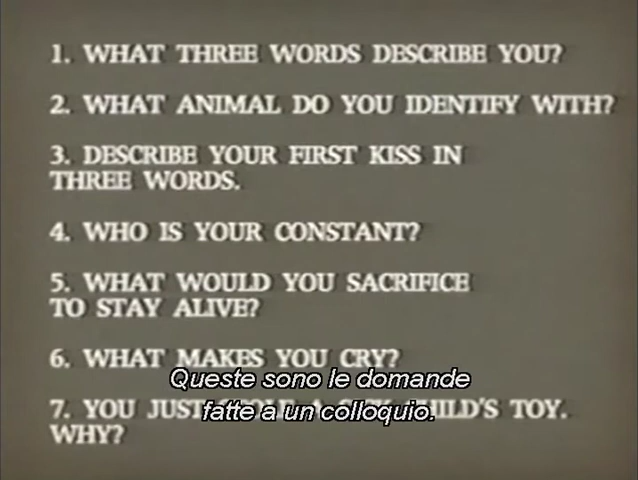 1. WHAT THREE WORDS DESCRIBE YOU?
2. WHAT ANIMAL DO YOU IDENTIFY WITH?
3. DESCRIBE YOUR FIRST KISS IN
THREE WORDS.
4. WHO IS YOUR CONSTANT?
5. WHAT WOULD YOU SACRIFICE
TO STAY ALIVE?
6. WHAT MAKES YOU CRY?
Queste sono le domande
7. YOU JUST CHILD'S TOY.
fatte a un colloquio.
WHY?